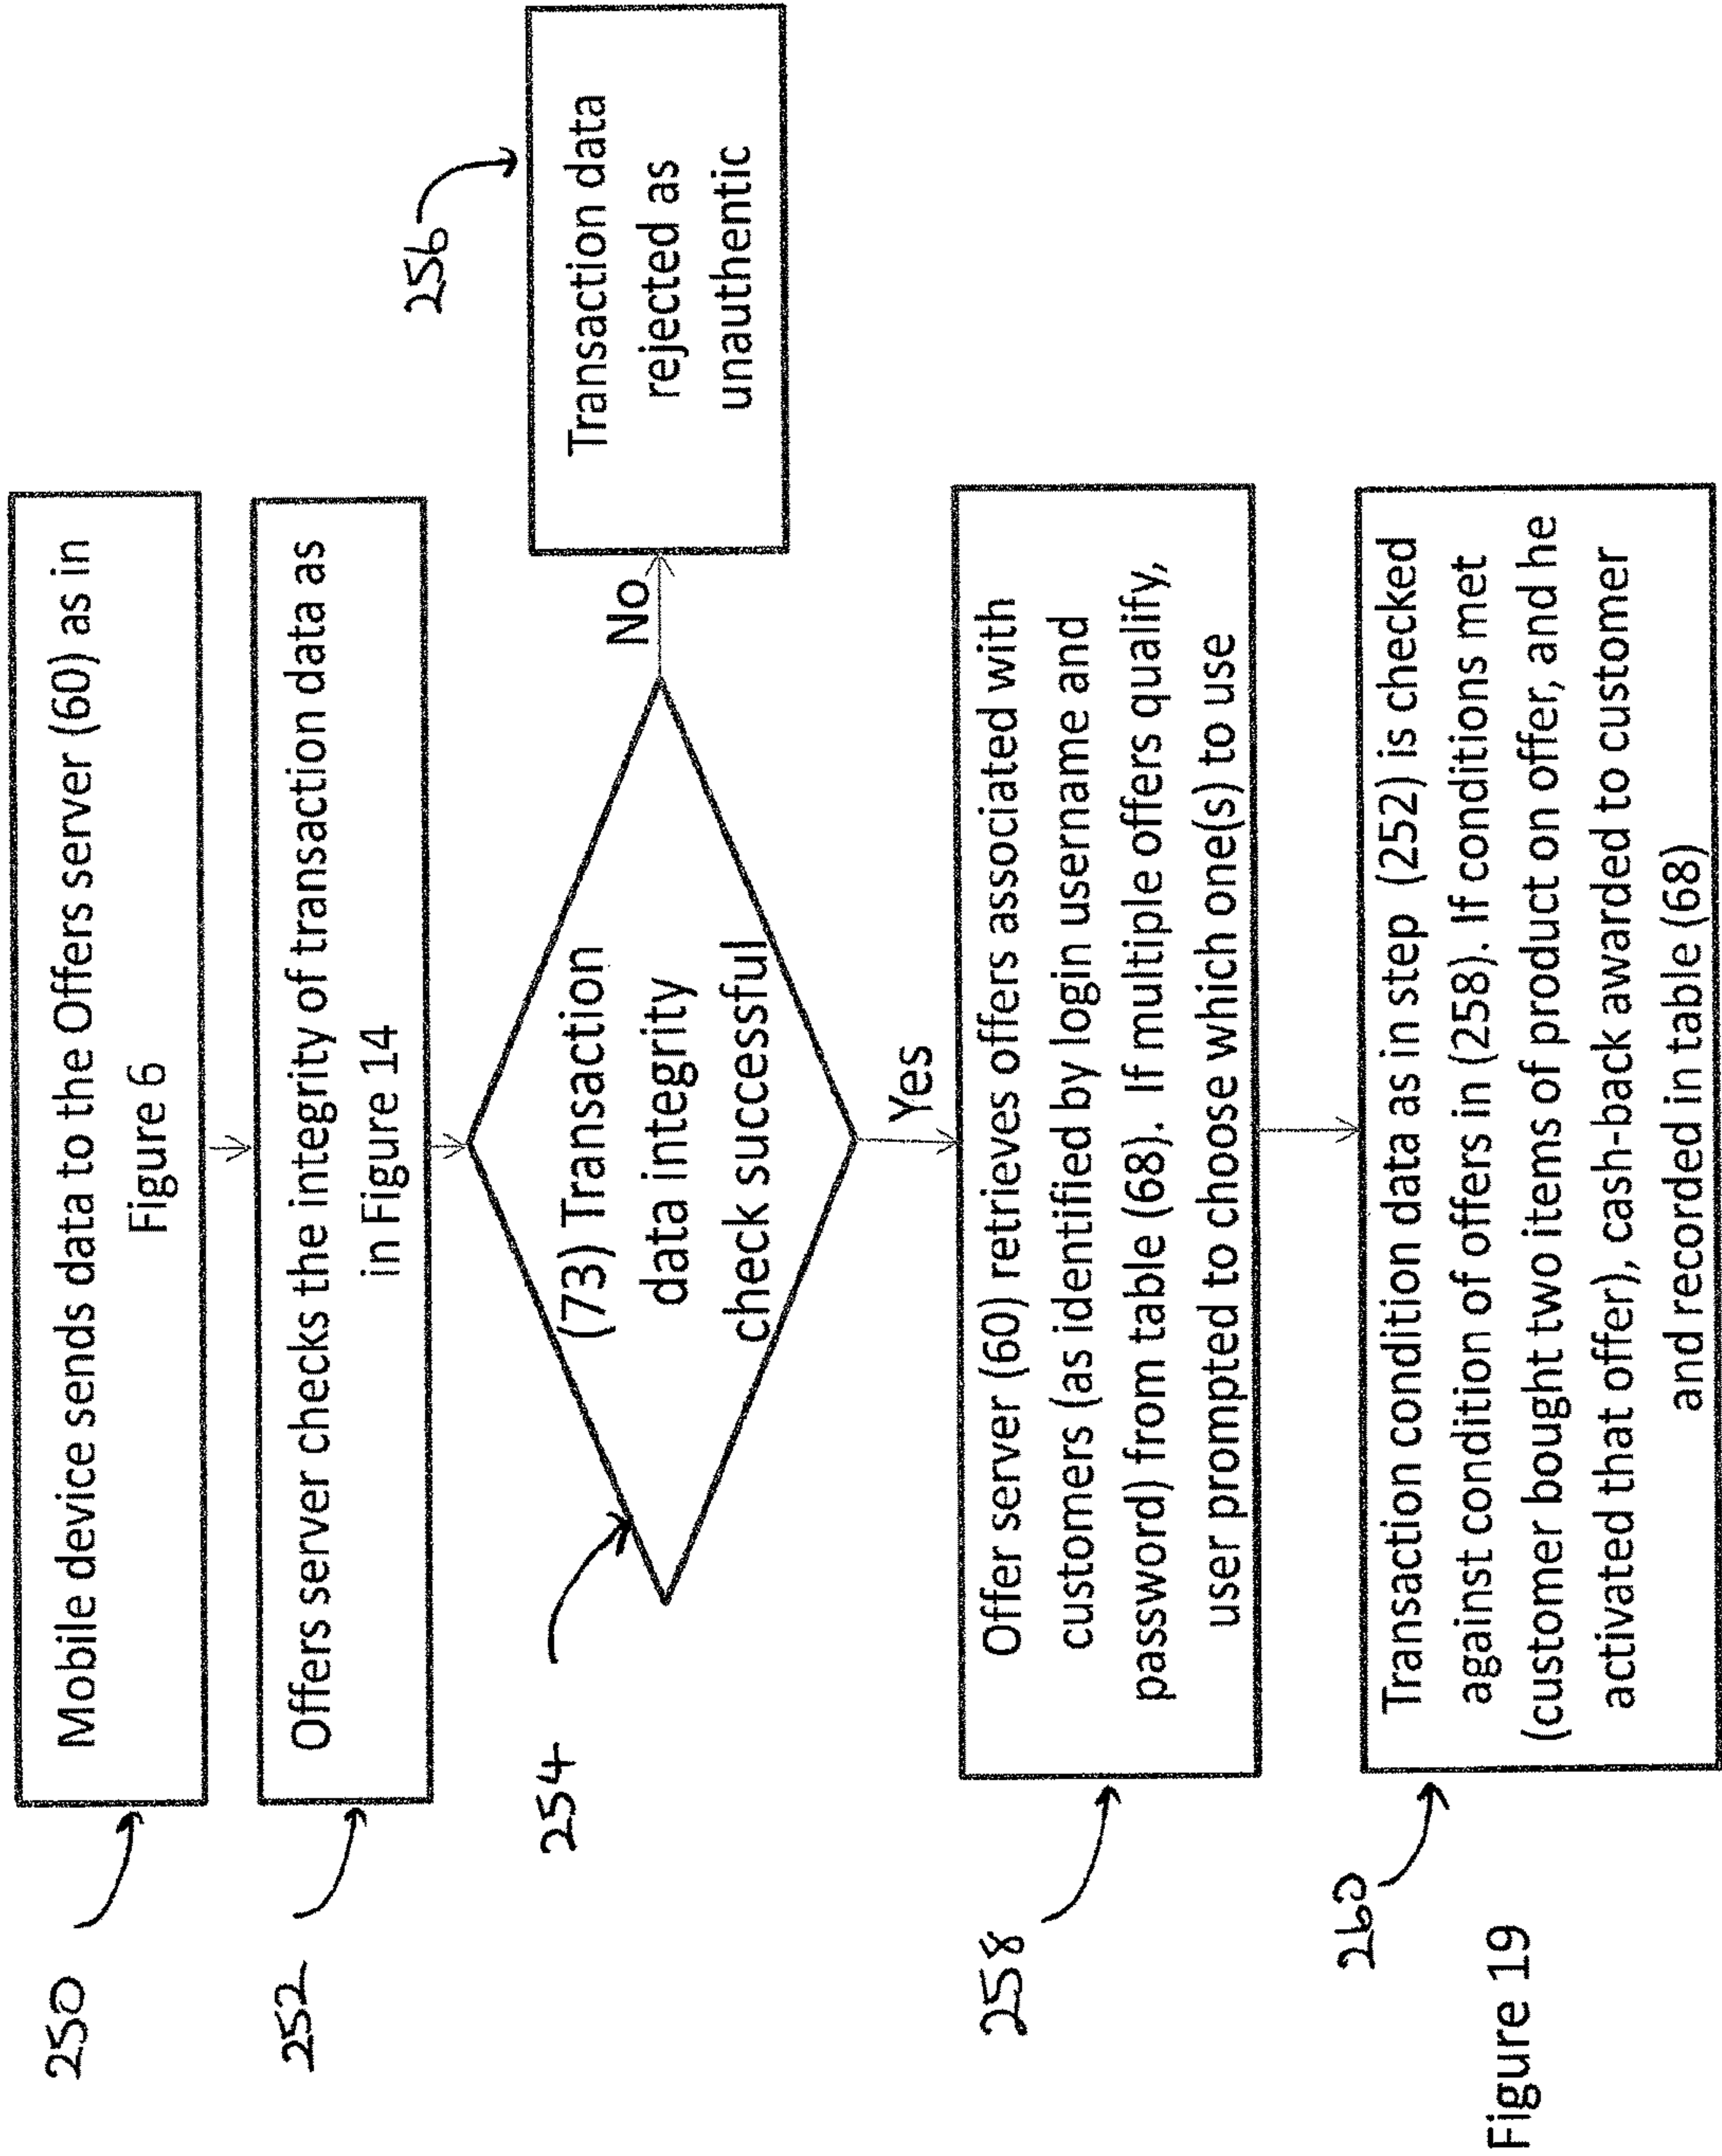 250
Mobile device sends data to the Offers server (60) as in
Figure 6
252
Offers server checks the integrity of transaction data as
in Figure 14
254
(73) Transaction
data integrity
check successful
No
256
Transaction data
rejected as
unauthentic
Yes
258
Offer server (60) retrieves offers associated with
customers (as identified by login username and
password) from table (68). If multiple offers qualify,
user prompted to choose which one(s) to use
260
Transaction condition data as in step (252) is checked
against condition of offers in (258). If conditions met
(customer bought two items of product on offer, and he
activated that offer), cash-back awarded to customer
and recorded in table (68)
Figure 19